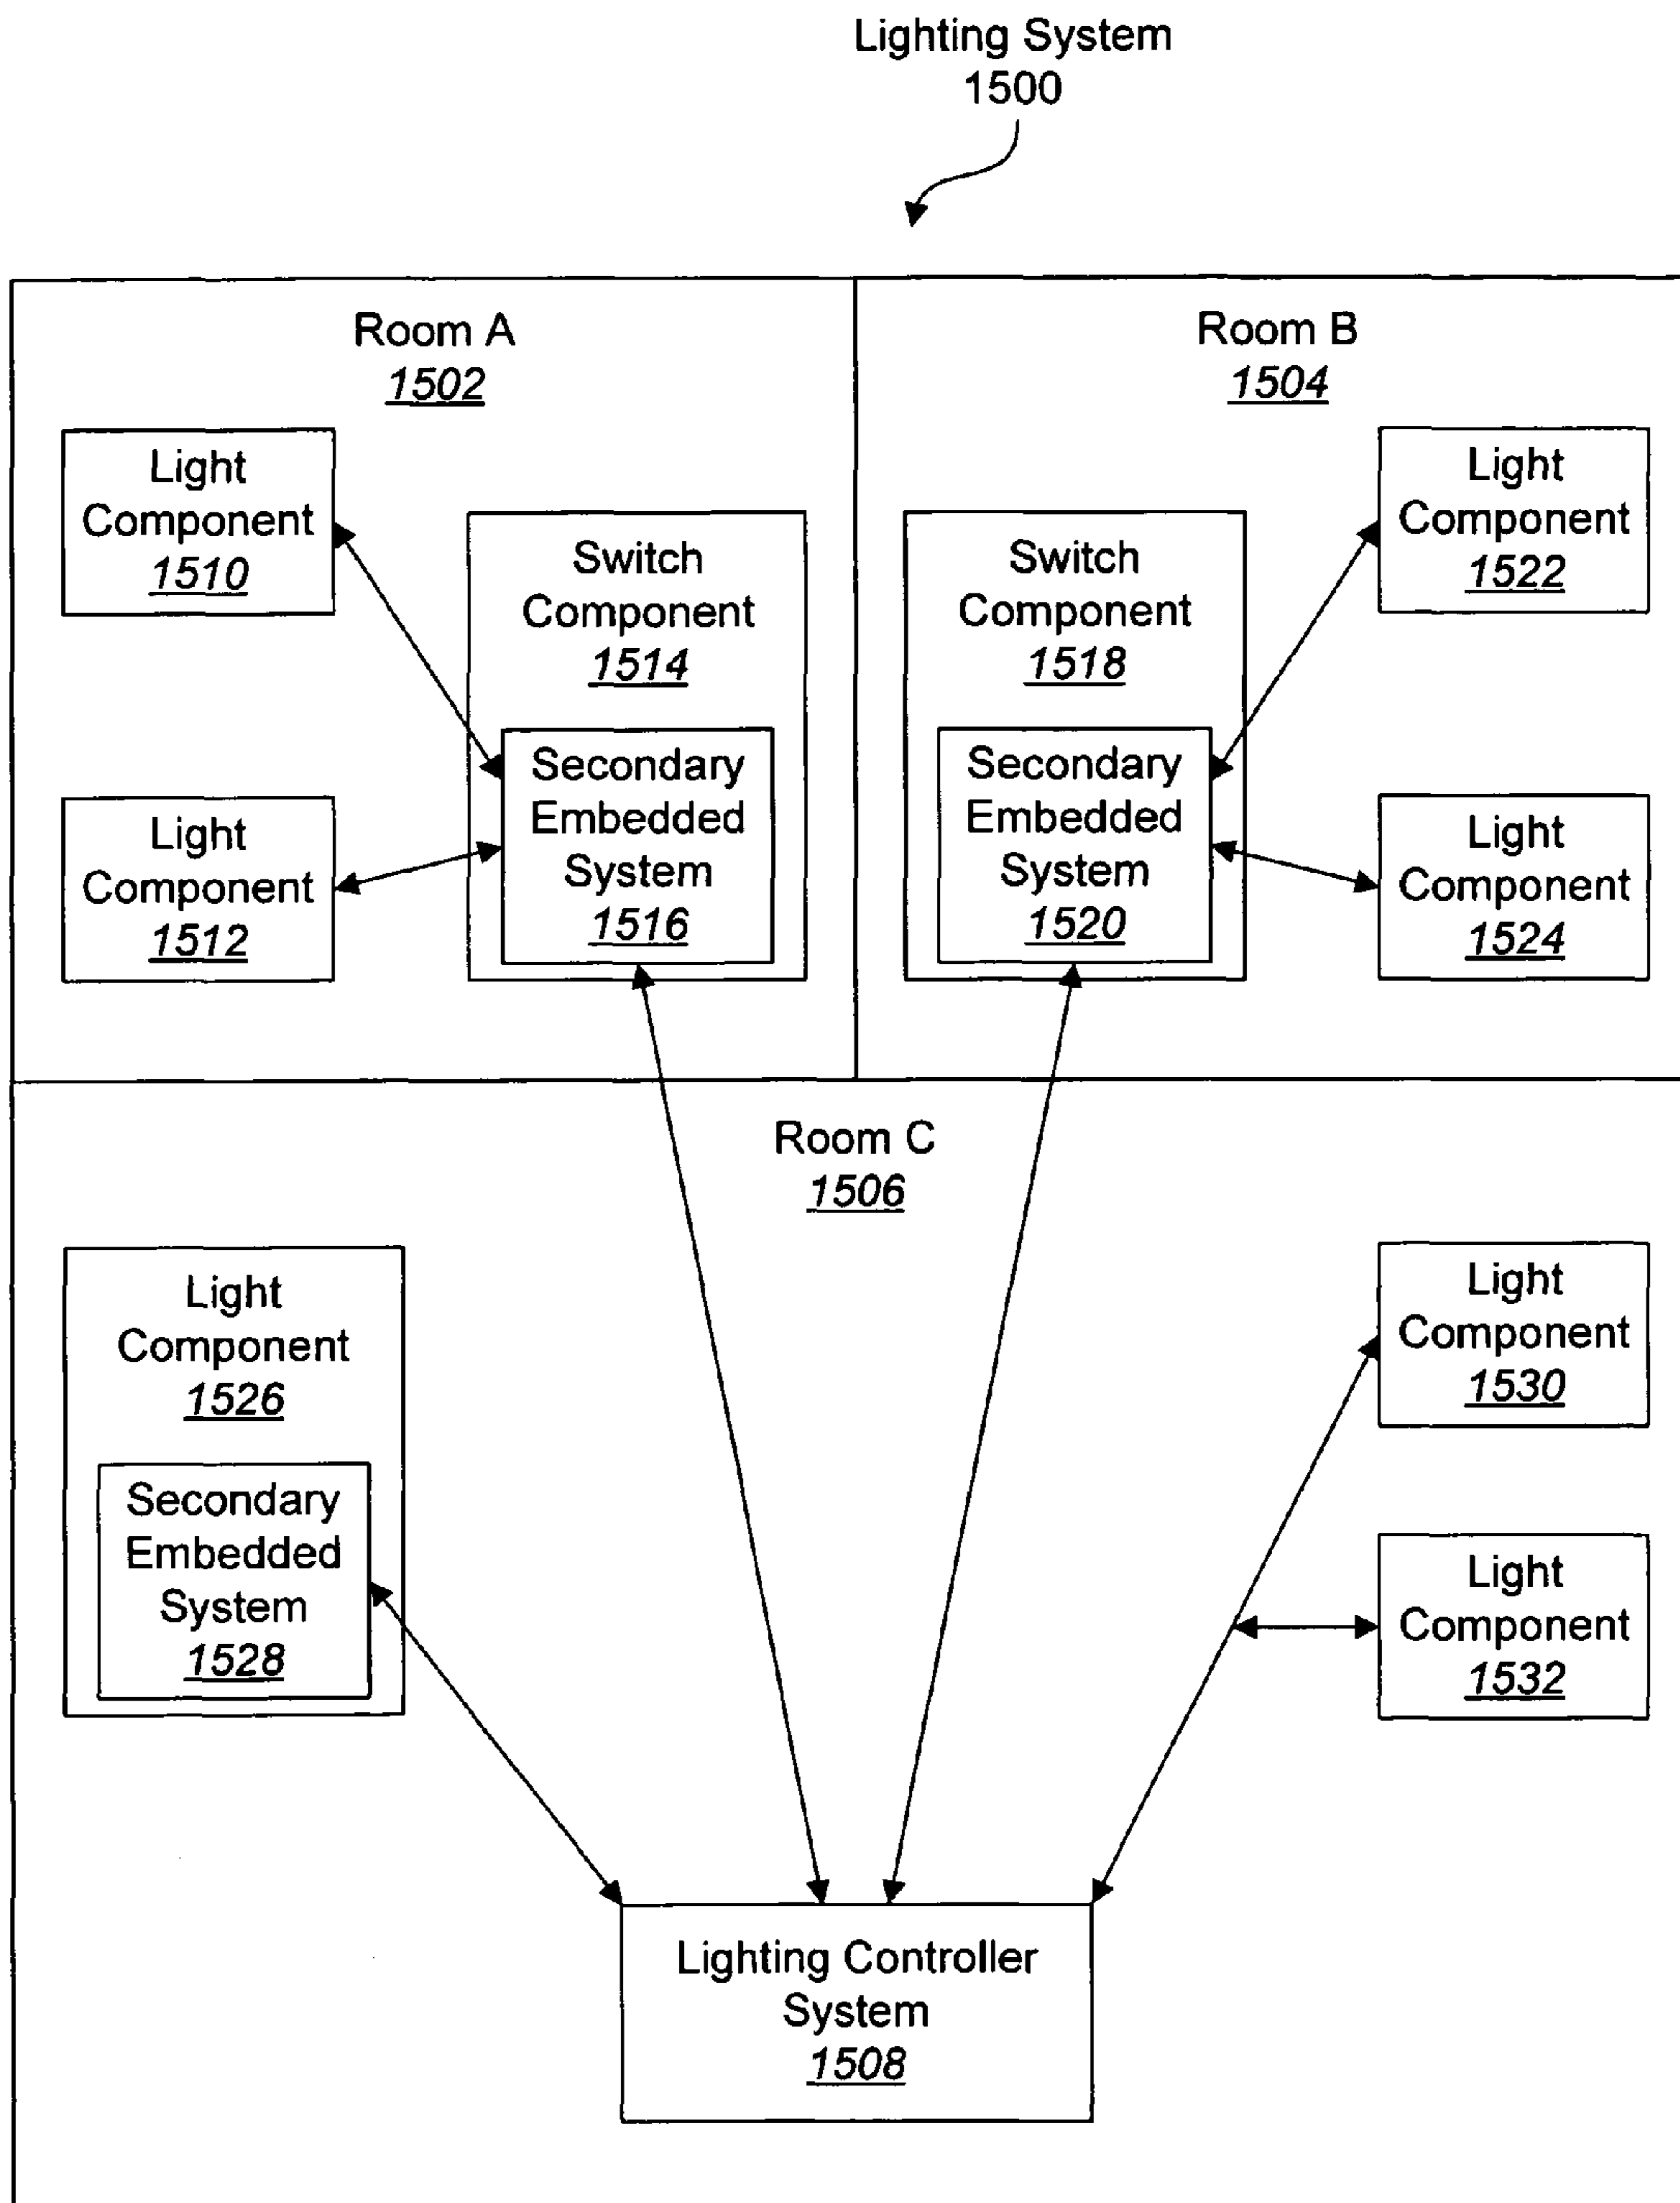 Lighting System
1500
Room A
1502
Light
Component
1510
Light
Component
1512
Switch
Component
1514
Secondary
Embedded
System
1516
Room B
1504
Switch
Component
1518
Secondary
Embedded
System
1520
Light
Component
1522
Light
Component
1524
Room C
1506
Light
Component
1526
Secondary
Embedded
System
1528
Light
Component
1530
Light
Component
1532
Lighting Controller
System
1508